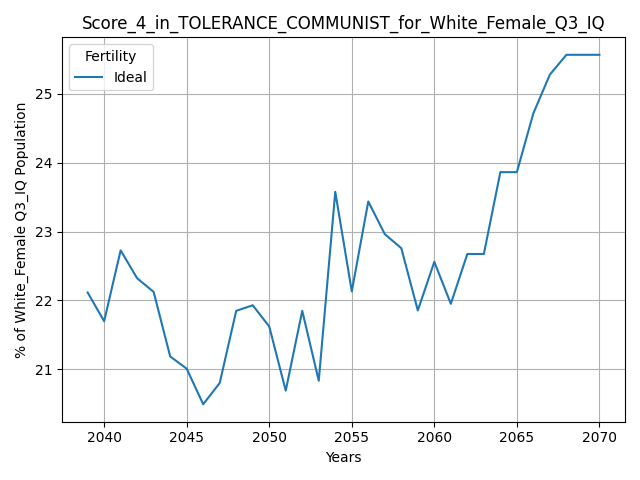 Score_4_in_TOLERANCE_COMMUNIST_for_White_Female_Q3_IQ
Fertility
Ideal
% of White_Female Q3_IQ Population
25
24
23
22
21
2040 2045 2050 2055 2060 2065 2070
Years